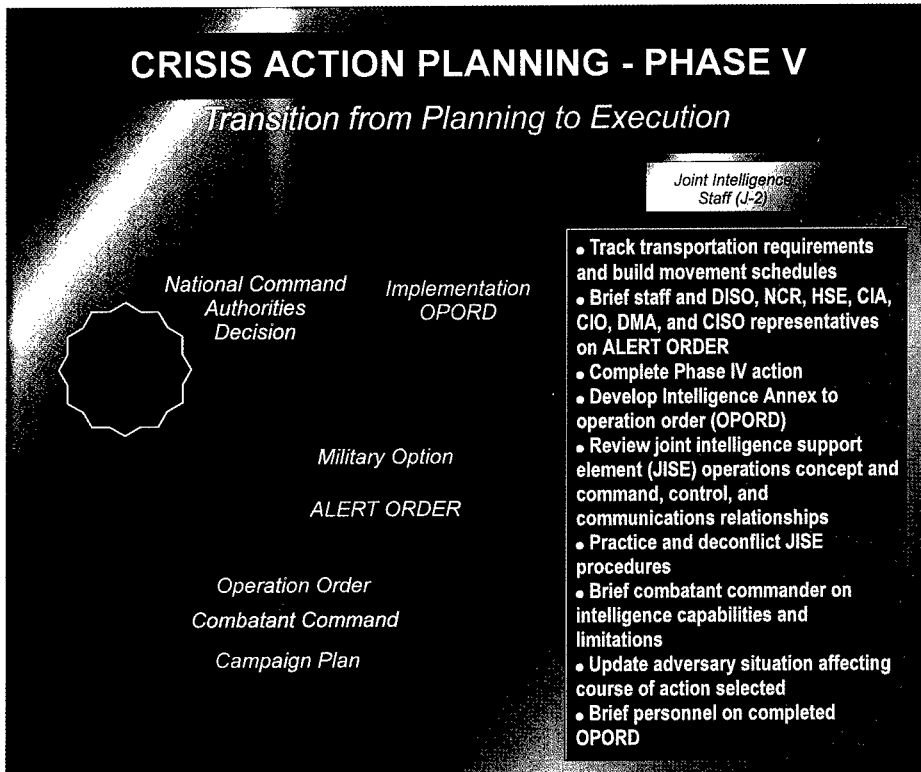 CRISIS ACTION PLANNING - PHASE V
Transition from Planning to Execution
Joint Intelligence
Staff (J-2)
National Command
Authorities
Decision
Implementation
OPORD
Military Option
ALERT ORDER
Operation Order
Combatant Command
Campaign Plan
• Track transportation requirements
and build movement schedules
• Brief staff and DISO, NCR, HSE, CIA,
CIO, DMA, and CISO representatives
on ALERT ORDER
• Complete Phase IV action
• Develop Intelligence Annex to
operation order (OPORD)
• Review joint intelligence support
element (JISE) operations concept and
command, control, and
communications relationships
• Practice and deconflict JISE
procedures
• Brief combatant commander on
intelligence capabilities and
limitations
• Update adversary situation affecting
course of action selected
• Brief personnel on completed
OPORD